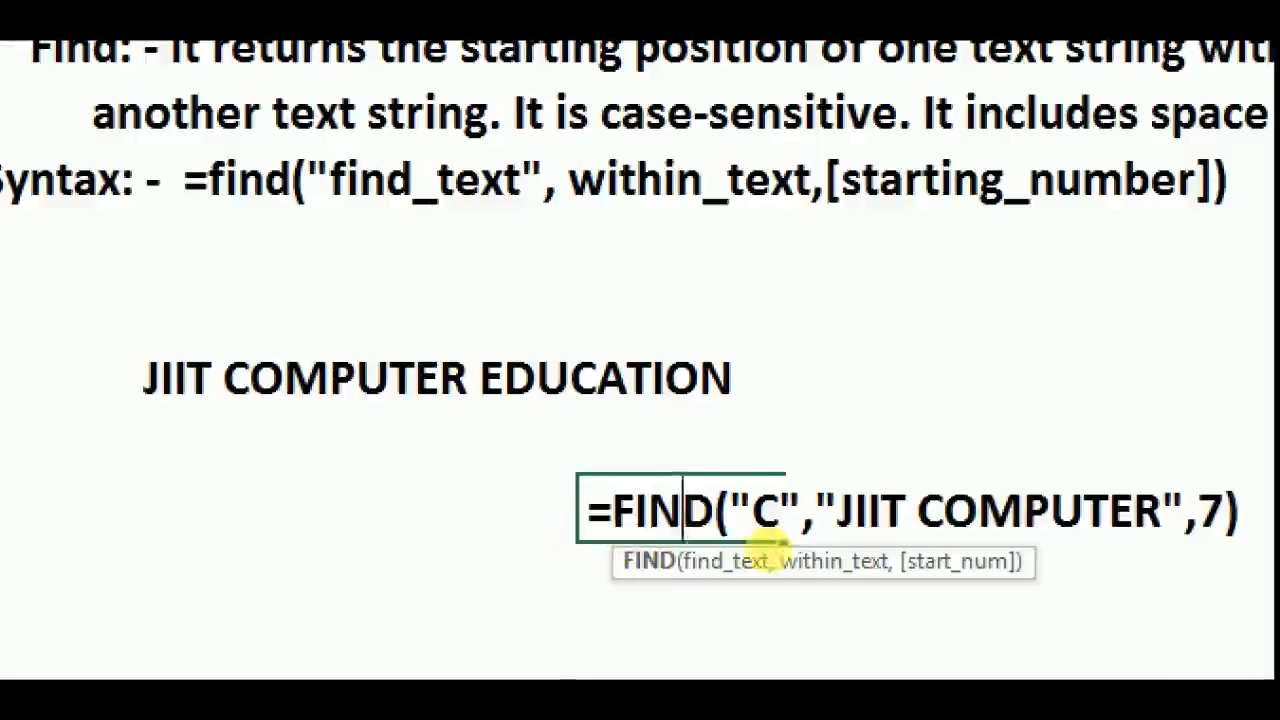 Find: - it returns the starting position of one text string with
another text string. It is case-sensitive. It includes space
Syntax: - =find("find_text", within_text,[starting_number])
JIIT COMPUTER EDUCATION
=FIND("C","JIIT COMPUTER",7)
FIND(find_text, within_text, [start_num])